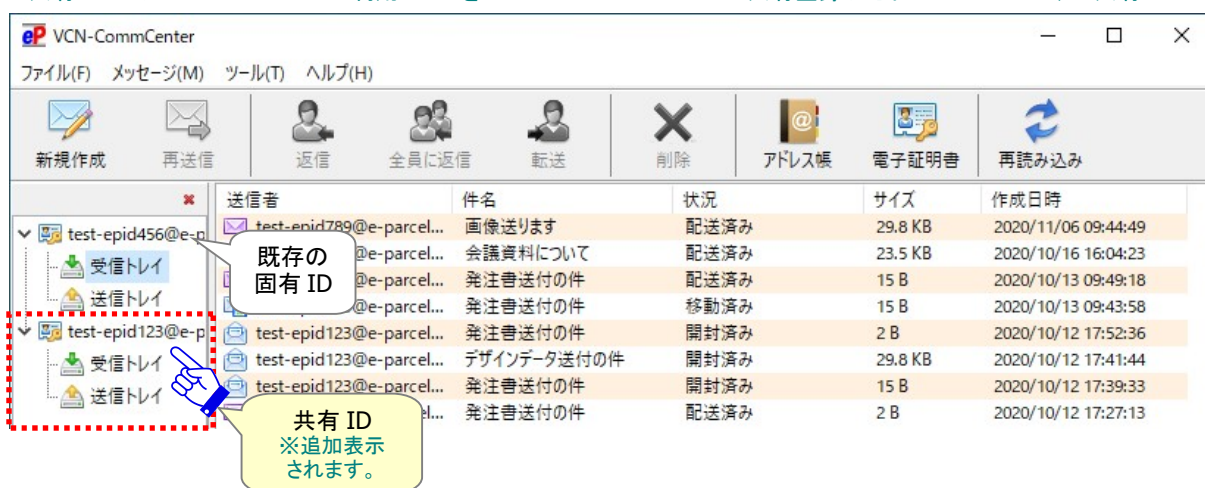 eP VCN-CommCenter
ファイル(F) メッセージ(M) ツール(T) ヘルプ(H)
新規作成 再送信 返信 全員に返信 転送 削除 アドレス帳 電子証明書 再読み込み
送信者 件名 状況 サイズ 作成日時
test-epid456@e-p
受信トレイ
送信トレイ
test-epid123@e-p
受信トレイ
送信トレイ
test-epid789@e-parcel... 画像送ります 配送済み 29.8 KB 2020/11/06 09:44:49
@e-parcel... 会議資料について 配送済み 23.5 KB 2020/10/16 16:04:23
@e-parcel... 発注書送付の件 配送済み 15 B 2020/10/13 09:49:18
@e-parcel... 発注書送付の件 移動済み 15 B 2020/10/13 09:43:58
test-epid123@e-parcel... 発注書送付の件 開封済み 2 B 2020/10/12 17:52:36
test-epid123@e-parcel... デザインデータ送付の件 開封済み 29.8 KB 2020/10/12 17:41:44
test-epid123@e-parcel... 発注書送付の件 開封済み 15 B 2020/10/12 17:39:33
el... 発注書送付の件 配送済み 2 B 2020/10/12 17:27:13
既存の
固有 ID
共有 ID
※追加表示
されます。